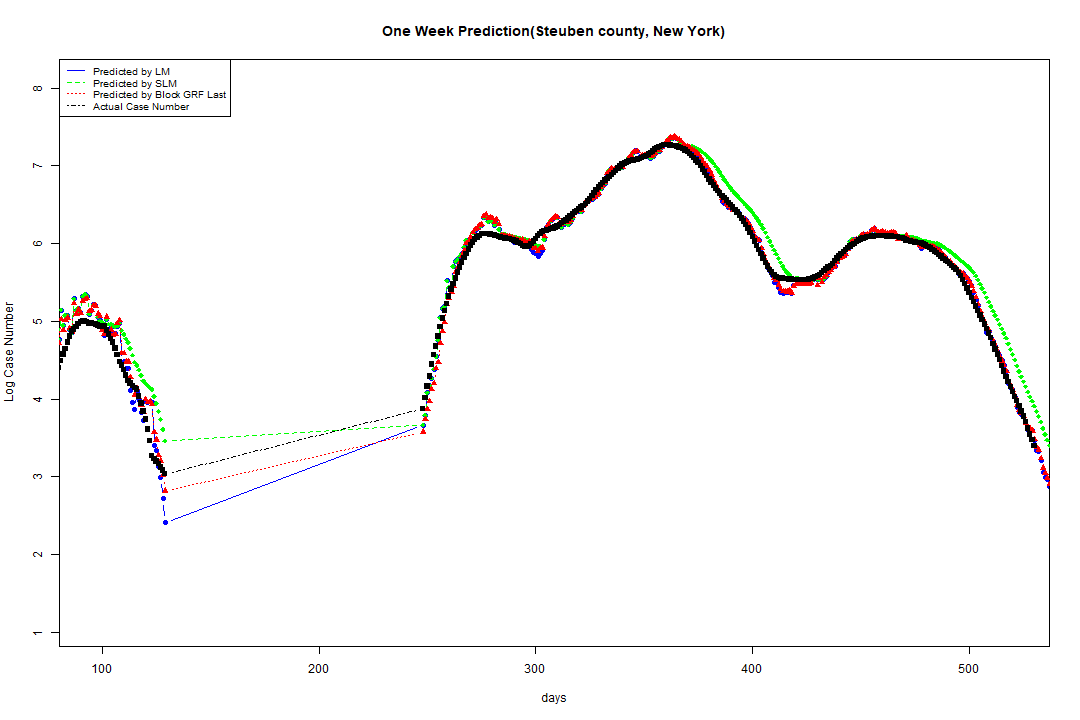 One Week Prediction(Steuben county, New York)
Predicted by LM
Predicted by SLM
Predicted by Block GRF Last
Actual Case Number
8
7
6
5
4
3
2
1
Log Case Number
100 200 300 400 500
days